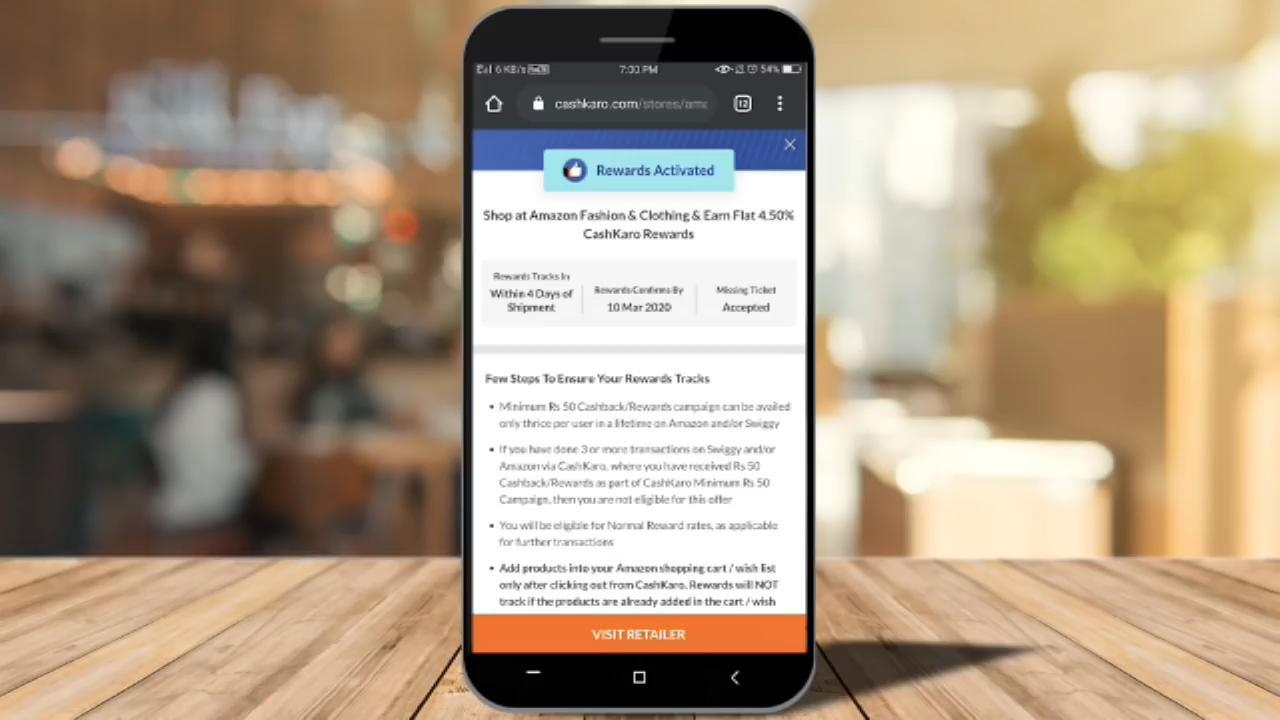 6 KB/s VoLTE 7:00 PM 54%
cashkaro.com/stores/ama
12
Rewards Activated
Shop at Amazon Fashion & Clothing & Earn Flat 4.50%
CashKaro Rewards
Rewards Tracks In
Within 4 Days of
Shipment
Rewards Confirms By
10 Mar 2020
Missing Ticket
Accepted
Few Steps To Ensure Your Rewards Tracks
• Minimum Rs 50 Cashback/Rewards campaign can be availed
only thrice per user in a lifetime on Amazon and/or Swiggy
• If you have done 3 or more transactions on Swiggy and/or
Amazon via CashKaro, where you have received Rs 50
Cashback/Rewards as part of CashKaro Minimum Rs 50
Campaign, then you are not eligible for this offer
• You will be eligible for Normal Reward rates, as applicable
for further transactions
• Add products into your Amazon shopping cart / wish list
only after clicking out from CashKaro. Rewards will NOT
track if the products are already added in the cart / wish
VISIT RETAILER